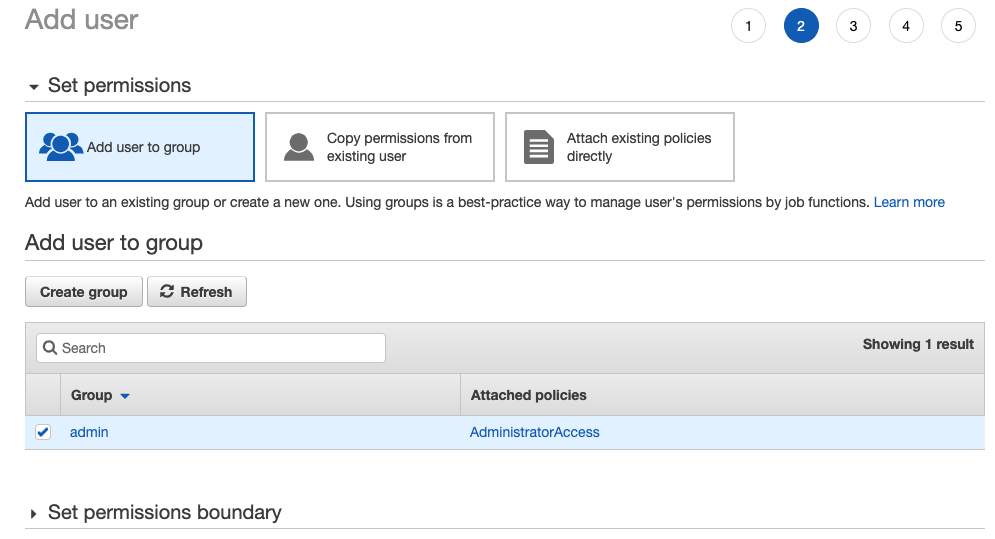 Add user
1 2 3 4 5
Set permissions
Add user to group
Copy permissions from
existing user
Attach existing policies
directly
Add user to an existing group or create a new one. Using groups is a best-practice way to manage user's permissions by job functions. Learn more
Add user to group
Create group Refresh
Search
Showing 1 result
Group Attached policies
admin AdministratorAccess
Set permissions boundary